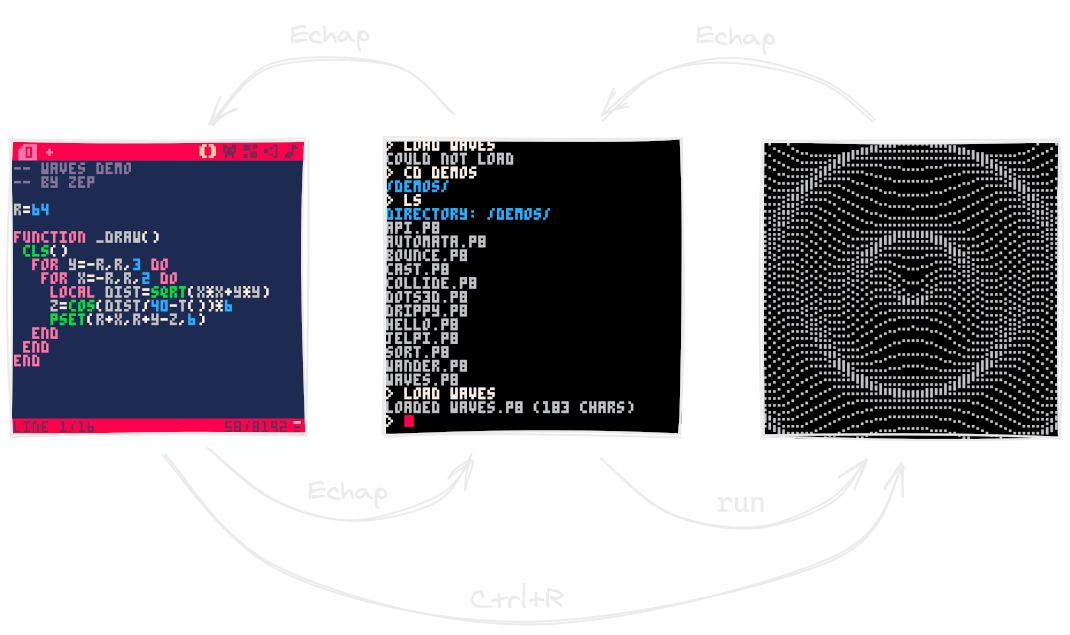 Echap
Echap
0 +
-- WAVES DEMO
-- BY ZEP
R=64
FUNCTION _DRAW()
CLS()
FOR Y=-R,R,3 DO
FOR X=-R,R,2 DO
LOCAL DIST=SQRT(X*X+Y*Y)
Z=COS(DIST/40-T())*6
PSET(R+X,R+Y-Z,6)
END
END
END
LINE 1/16 58/8192
> LOAD WAVES
COULD NOT LOAD
> CD DEMOS
/DEMOS/
> LS
DIRECTORY: /DEMOS/
API.P8
AUTOMATA.P8
BOUNCE.P8
CAST.P8
COLLIDE.P8
DOTS3D.P8
DRIPPY.P8
HELLO.P8
JELPI.P8
SORT.P8
WANDER.P8
WAVES.P8
> LOAD WAVES
LOADED WAVES.P8 (183 CHARS)
>
Echap
run
Ctrl+R